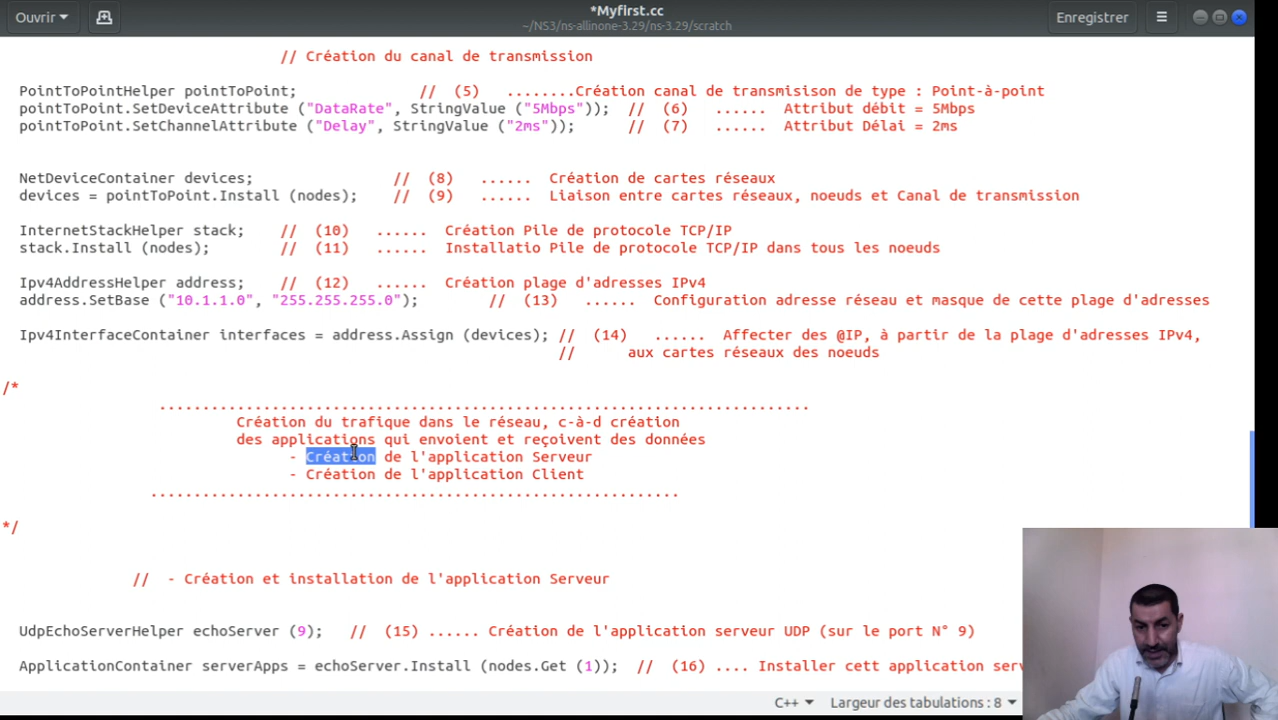 Ouvrir
*Myfirst.cc
~/NS3/ns-allinone-3.29/ns-3.29/scratch
Enregistrer
// Création du canal de transmission
PointToPointHelper pointToPoint; // (5) ........Création canal de transmisison de type : Point-à-point
pointToPoint.SetDeviceAttribute ("DataRate", StringValue ("5Mbps")); // (6) ...... Attribut débit = 5Mbps
pointToPoint.SetChannelAttribute ("Delay", StringValue ("2ms")); // (7) ...... Attribut Délai = 2ms
NetDeviceContainer devices; // (8) ...... Création de cartes réseaux
devices = pointToPoint.Install (nodes); // (9) ...... Liaison entre cartes réseaux, noeuds et Canal de transmission
InternetStackHelper stack; // (10) ...... Création Pile de protocole TCP/IP
stack.Install (nodes); // (11) ...... Installatio Pile de protocole TCP/IP dans tous les noeuds
Ipv4AddressHelper address; // (12) ...... Création plage d'adresses IPv4
address.SetBase ("10.1.1.0", "255.255.255.0"); // (13) ...... Configuration adresse réseau et masque de cette plage d'adresses
Ipv4InterfaceContainer interfaces = address.Assign (devices); // (14) ...... Affecter des @IP, à partir de la plage d'adresses IPv4,
// aux cartes réseaux des noeuds
/*
...........................................................................
Création du trafique dans le réseau, c-à-d création
des applications qui envoient et reçoivent des données
- Création de l'application Serveur
- Création de l'application Client
.............................................................
*/
// - Création et installation de l'application Serveur
UdpEchoServerHelper echoServer (9); // (15) ...... Création de l'application serveur UDP (sur le port N° 9)
ApplicationContainer serverApps = echoServer.Install (nodes.Get (1)); // (16) .... Installer cett application
C++ Largeur des tabulations : 8